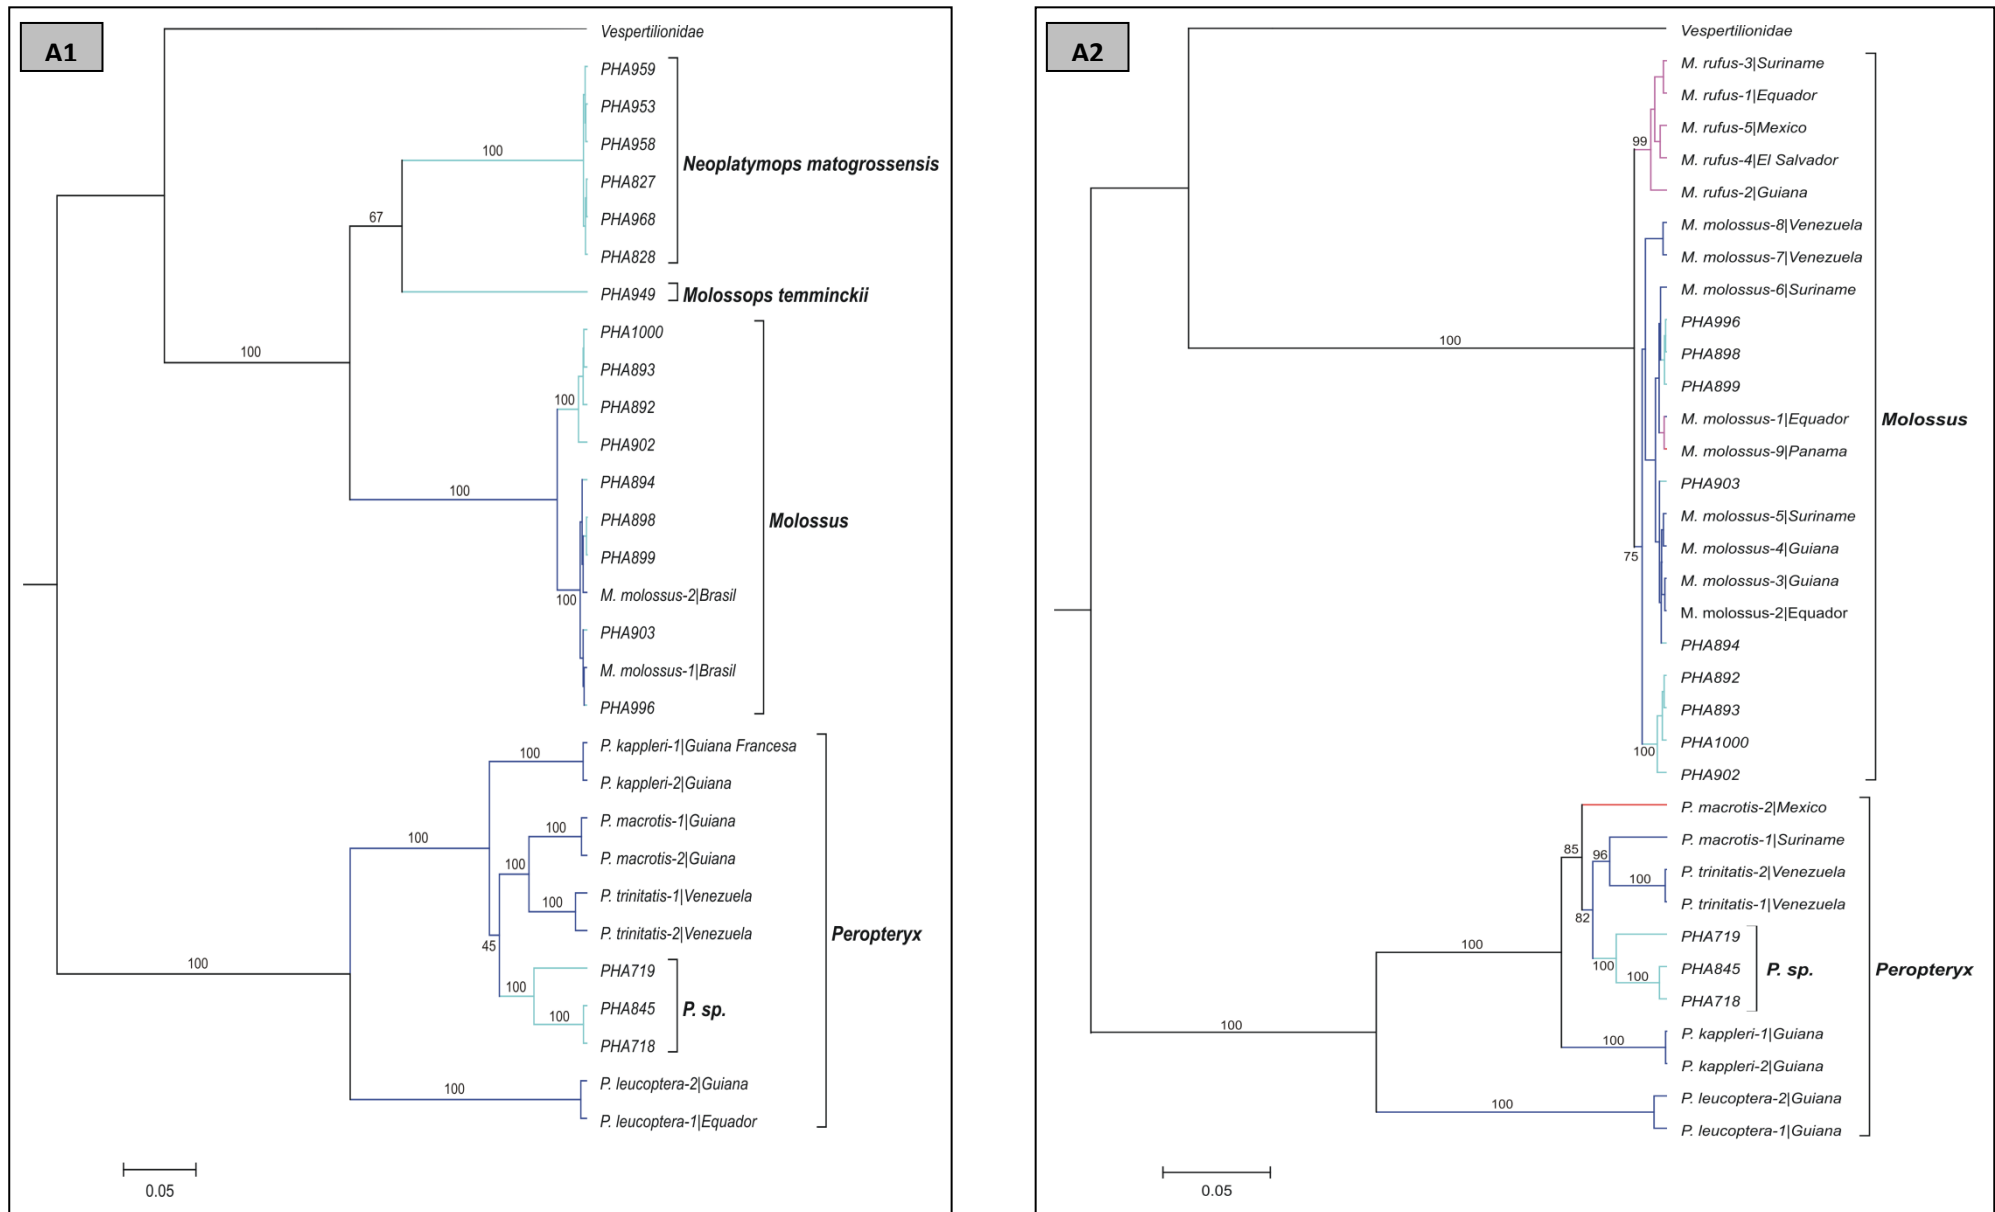 A1
Vespertilionidae
PHA959
PHA953
PHA958
100
Neoplatymops matogrossensis
PHA827
PHA968
67
PHA828
PHA949
Molossops temminckii
PHA1000
100
PHA893
100
PHA892
PHA902
PHA894
100
PHA898
Molossus
PHA899
100
M. molossus-2|Brasil
PHA903
M. molossus-1|Brasil
PHA996
P. kappleri-1|Guiana Francesa
100
P. kappleri-2|Guiana
P. macrotis-1|Guiana
100
100
P. macrotis-2|Guiana
100
P. trinitatis-1|Venezuela
100
P. trinitatis-2|Venezuela
Peropteryx
45
100
PHA719
100
PHA845
P. sp.
100
PHA718
P. leucoptera-2|Guiana
100
P. leucoptera-1|Equador
0.05
A2
Vespertilionidae
M. rufus-3|Suriname
M. rufus-1|Equador
M. rufus-5|Mexico
99
M. rufus-4|El Salvador
M. rufus-2|Guiana
M. molossus-8|Venezuela
M. molossus-7|Venezuela
M. molossus-6|Suriname
PHA996
100
PHA898
PHA899
M. molossus-1|Equador
Molossus
M. molossus-9|Panama
PHA903
M. molossus-5|Suriname
M. molossus-4|Guiana
75
M. molossus-3|Guiana
M. molossus-2|Equador
PHA894
PHA892
PHA893
PHA1000
100
PHA902
P. macrotis-2|Mexico
P. macrotis-1|Suriname
85
96
P. trinitatis-2|Venezuela
100
P. trinitatis-1|Venezuela
82
PHA719
100
100
PHA845
P. sp.
Peropteryx
100
PHA718
100
P. kappleri-1|Guiana
100
P. kappleri-2|Guiana
P. leucoptera-2|Guiana
100
P. leucoptera-1|Guiana
0.05